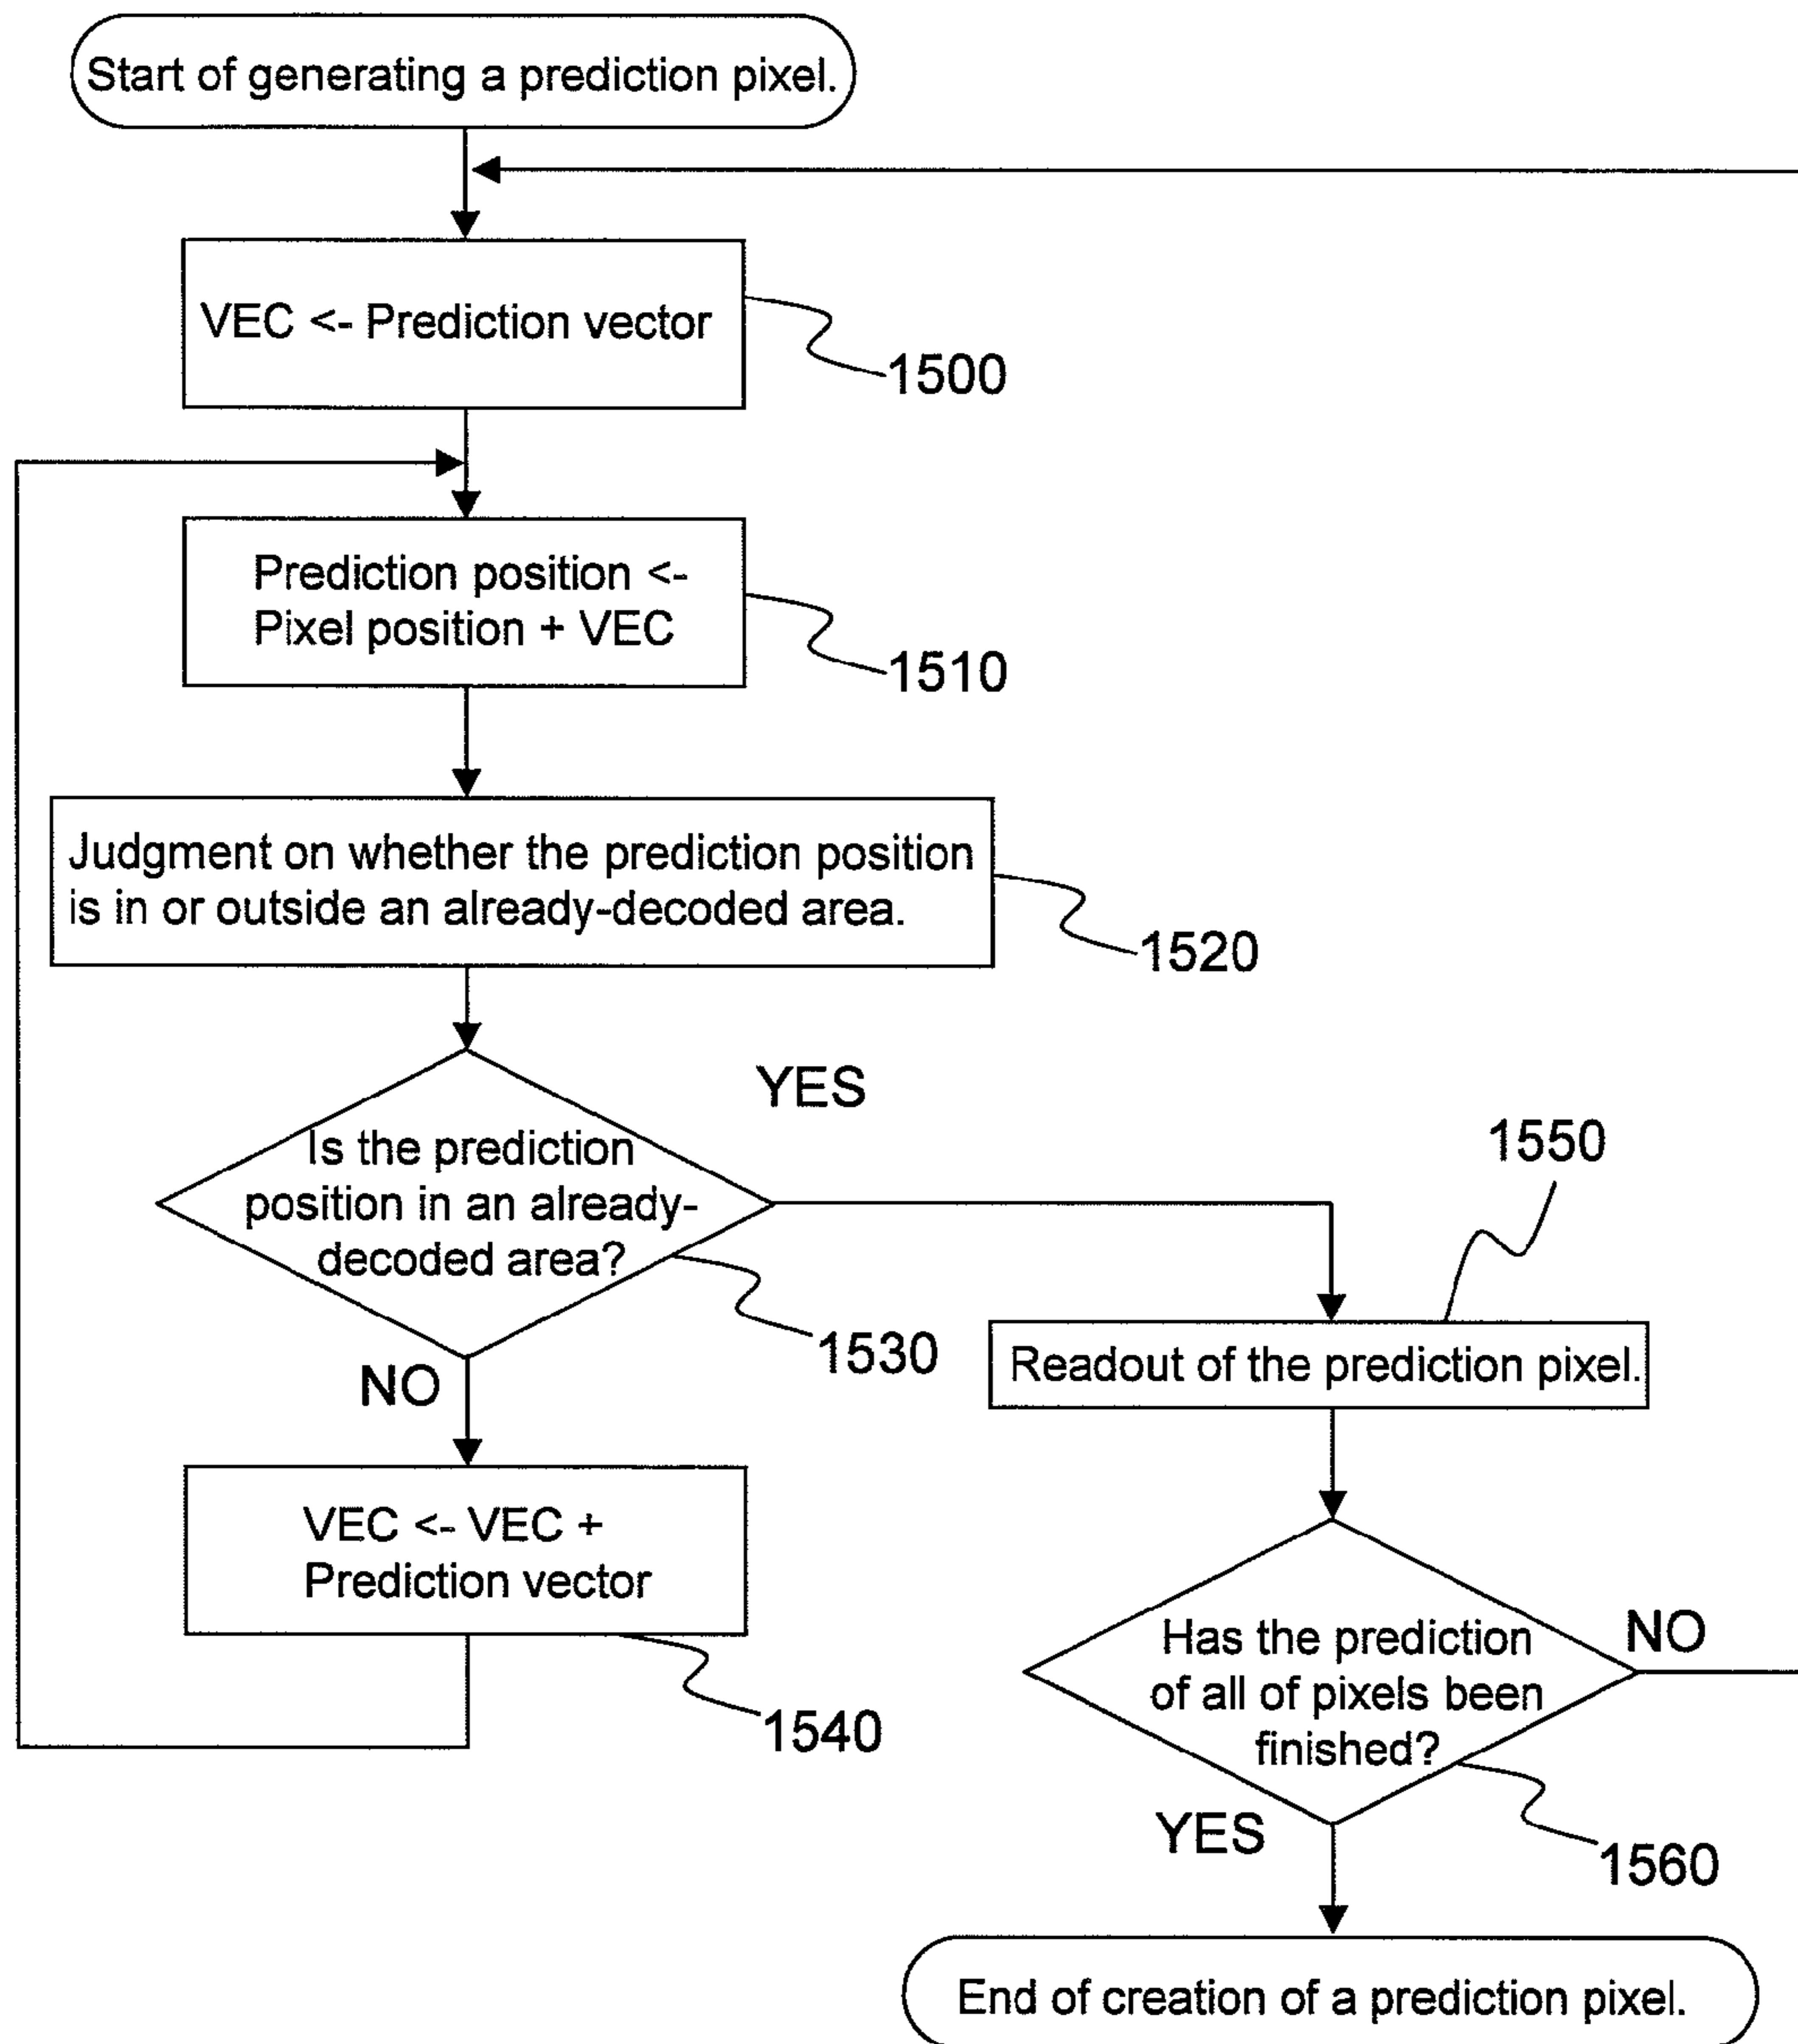 Start of generating a prediction pixel.
VEC <- Prediction vector
1500
Prediction position <-
Pixel position + VEC
1510
Judgment on whether the prediction position
is in or outside an already-decoded area.
1520
YES
Is the prediction
position in an already-
decoded area?
1530
NO
1550
Readout of the prediction pixel.
VEC <- VEC +
Prediction vector
1540
Has the prediction
of all of pixels been
finished?
NO
1560
YES
End of creation of a prediction pixel.